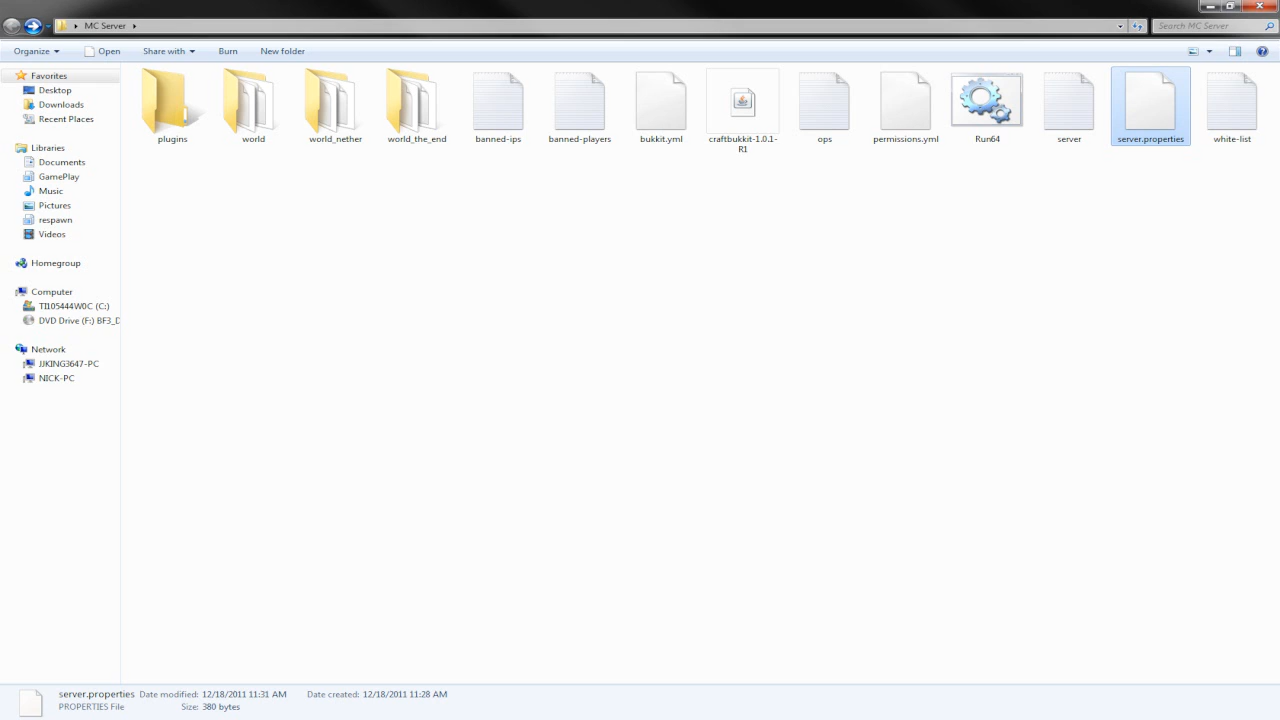 MC Server
Search MC Server
Organize Open Share with Burn New folder
Favorites
Desktop
Downloads
Recent Places
Libraries
Documents
GamePlay
Music
Pictures
respawn
Videos
Homegroup
Computer
TI105444W0C (C:)
DVD Drive (F:) BF3_D
Network
JJKING3647-PC
NICK-PC
plugins world world_nether world_the_end banned-ips banned-players bukkit.yml craftbukkit-1.0.1- ops permissions.yml Run64 server server.properties white-list
R1
server.properties Date modified: 12/18/2011 11:31 AM Date created: 12/18/2011 11:28 AM
PROPERTIES File Size: 380 bytes